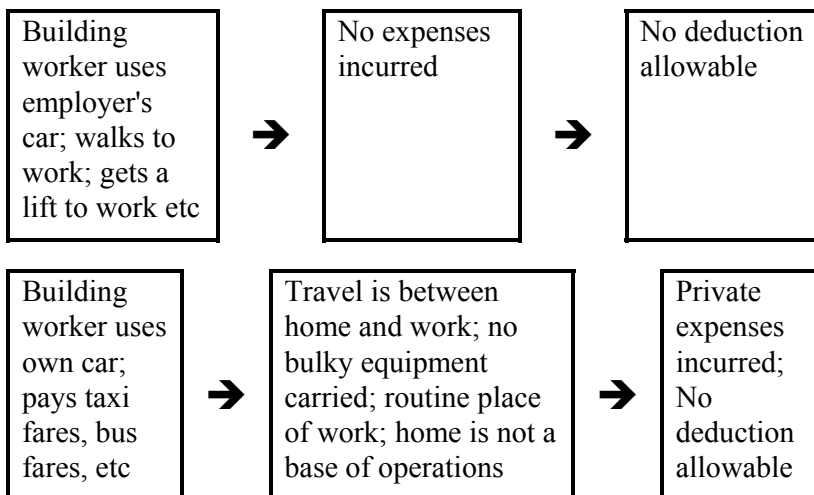 Building
worker uses
employer's
car; walks to
work; gets a
lift to work etc
No expenses
incurred
No deduction
allowable
Building
worker uses
own car;
pays taxi
fares, bus
fares, etc
Travel is between
home and work; no
bulky equipment
carried; routine place
of work; home is not a
base of operations
Private
expenses
incurred;
No
deduction
allowable